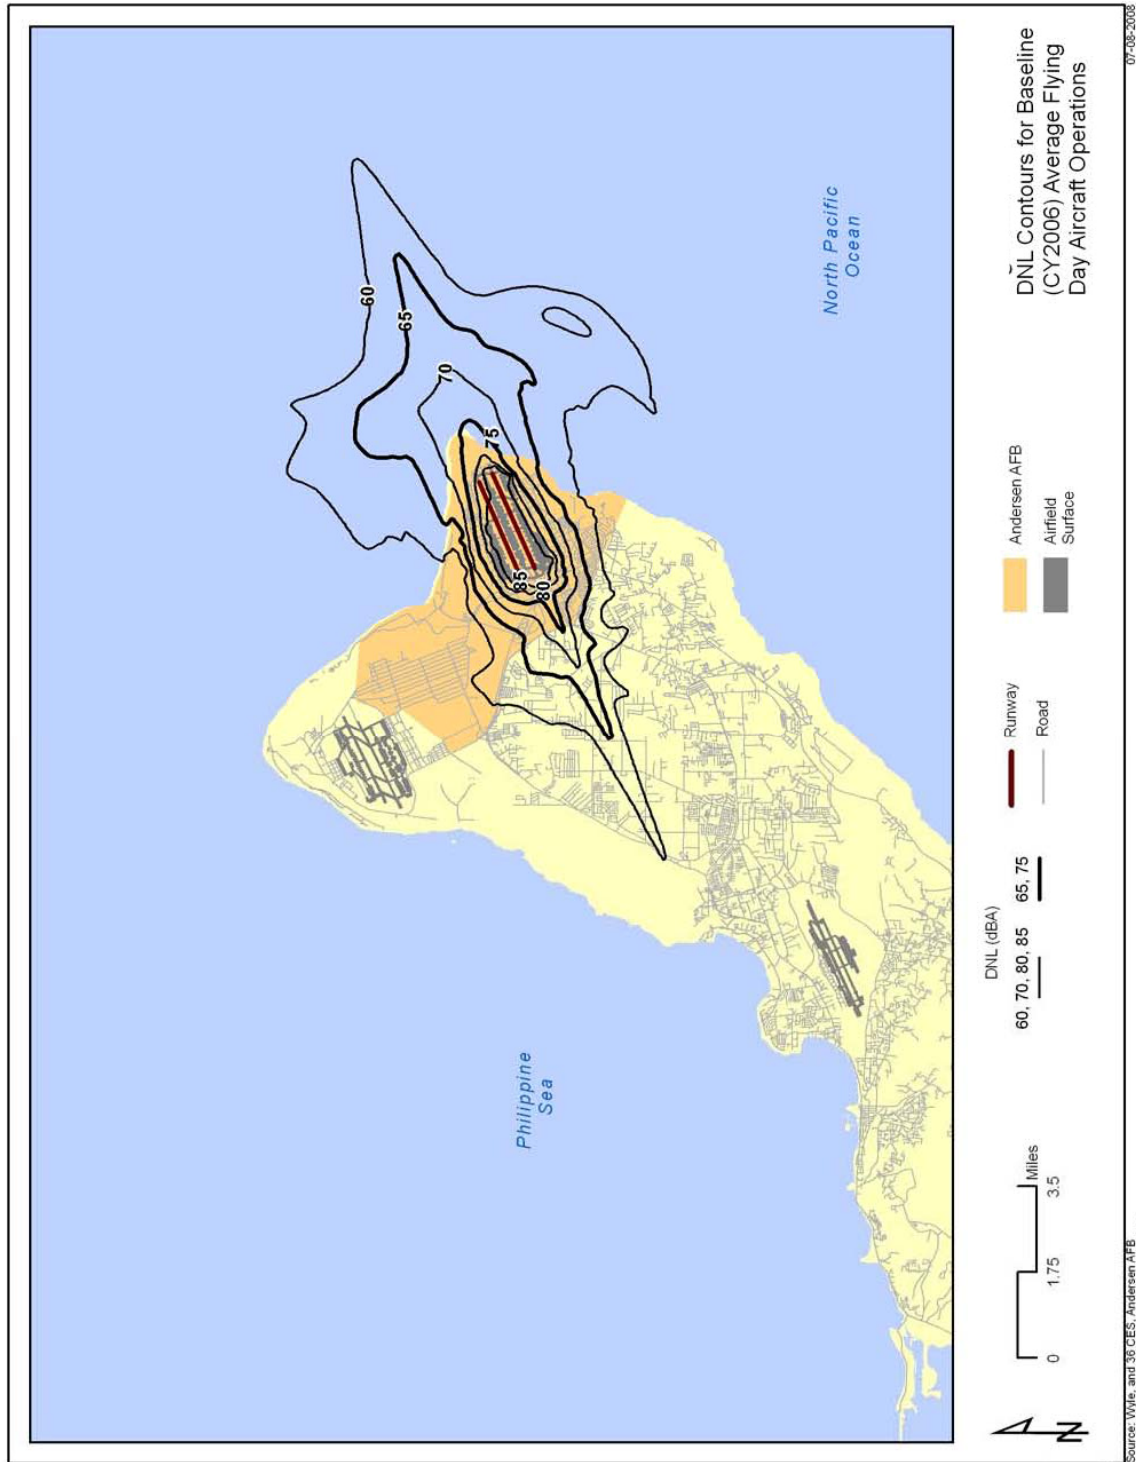 60
65
70
75
85
80
North Pacific
Ocean
Philippine
Sea
N
0
1.75
3.5
Miles
DNL (dBA)
60, 70, 80, 85
65, 75
Runway
Road
Andersen AFB
Airfield
Surface
DNL Contours for Baseline
(CY2006) Average Flying
Day Aircraft Operations
Source: Wyle, and 36 CES, Andersen AFB
07-08-2008